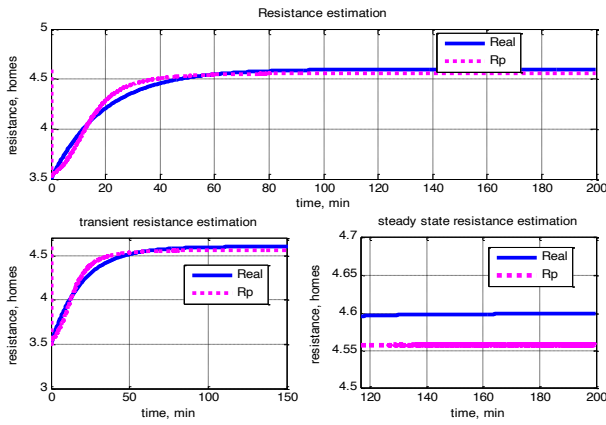 Resistance estimation
5
4.5
4
3.5
resistance, homes
Real
Rp
0 20 40 60 80 100 120 140 160 180 200
time, min
transient resistance estimation
4.5
4
3.5
3
resistance, homes
Real
Rp
0 50 100 150
time, min
steady state resistance estimation
4.7
4.65
4.6
4.55
4.5
resistance, homes
Real
Rp
120 140 160 180 200
time, min